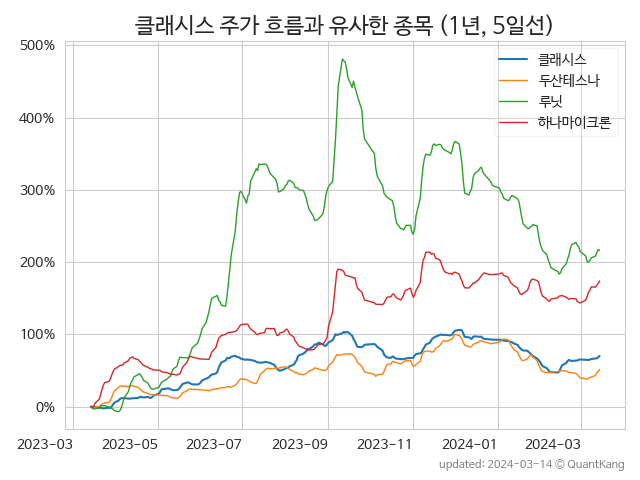 클래시스 주가 흐름과 유사한 종목 (1년, 5일선)
500%
400%
300%
200%
100%
0%
클래시스
두산테스나
루닛
하나마이크론
2023-03 2023-05 2023-07 2023-09 2023-11 2024-01 2024-03
updated: 2024-03-14 © QuantKang